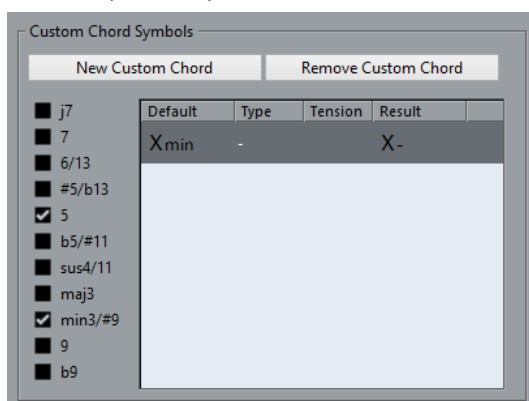 Custom Chord Symbols
New Custom Chord Remove Custom Chord
j7
7
6/13
#5/b13
5
b5/#11
sus4/11
maj3
min3/#9
9
b9
Default Type Tension Result
Xmin - X-